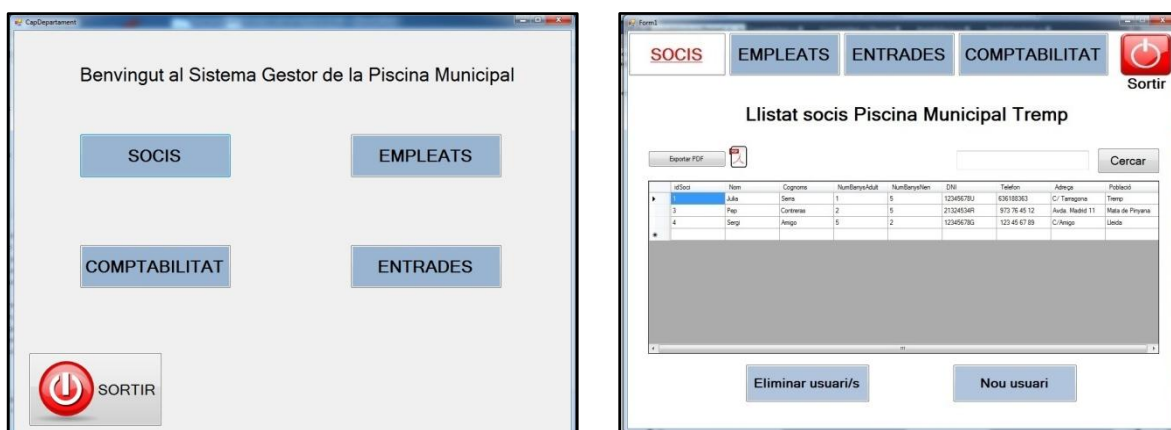 CapDepartament
Benvingut al Sistema Gestor de la Piscina Municipal
SOCIS
EMPLEATS
COMPTABILITAT
ENTRADES
SORTIR
Form1
SOCIS EMPLEATS ENTRADES COMPTABILITAT
Sortir
Llistat socis Piscina Municipal Tremp
Exportar PDF
Cercar
idSoci Nom Cognoms NumBanysAdult NumBanysNen DNI Telefon Adreça Població
1 Julia Serra 1 5 12345678U 636188363 C/ Tarragona Tremp
3 Pep Contreras 2 5 21324534R 973 76 45 12 Avda. Madrid 11 Mata de Pinyana
4 Sergi Amigo 5 2 12345678G 123 45 67 89 C/Amigo Lleida
Eliminar usuari/s
Nou usuari